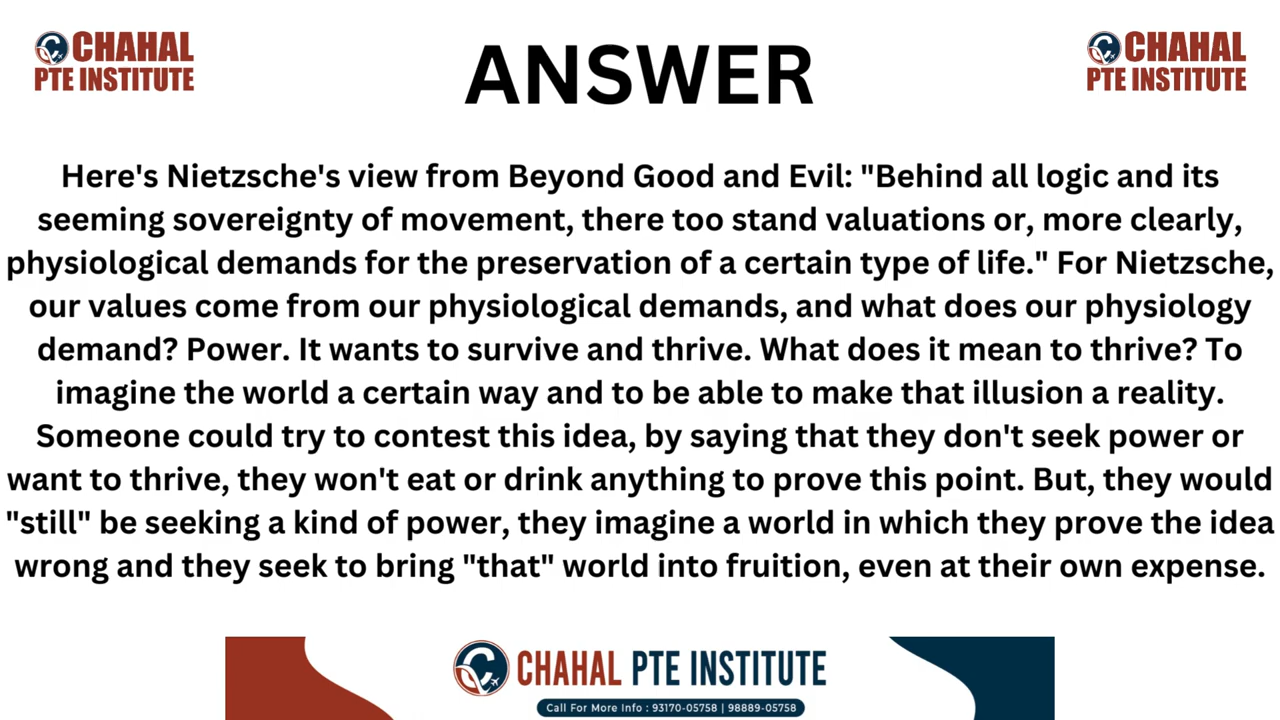 CHAHAL
PTE INSTITUTE
ANSWER
CHAHAL
PTE INSTITUTE
Here's Nietzsche's view from Beyond Good and Evil: "Behind all logic and its
seeming sovereignty of movement, there too stand valuations or, more clearly,
physiological demands for the preservation of a certain type of life." For Nietzsche,
our values come from our physiological demands, and what does our physiology
demand? Power. It wants to survive and thrive. What does it mean to thrive? To
imagine the world a certain way and to be able to make that illusion a reality.
Someone could try to contest this idea, by saying that they don't seek power or
want to thrive, they won't eat or drink anything to prove this point. But, they would
"still" be seeking a kind of power, they imagine a world in which they prove the idea
wrong and they seek to bring "that" world into fruition, even at their own expense.
CHAHAL PTE INSTITUTE
Call For More Info : 93170-05758 | 98889-05758